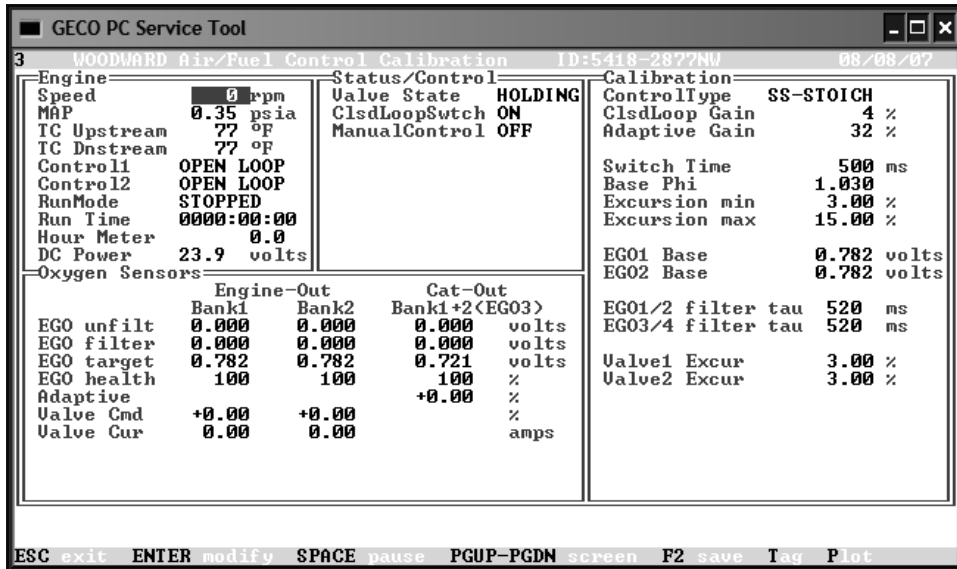 GECO PC Service Tool
3 WOODWARD Air/Fuel Control Calibration ID:5418-2877NW 08/08/07
Engine
Speed 0 rpm
MAP 0.35 psia
TC Upstream 77 ºF
TC Dnstream 77 ºF
Control1 OPEN LOOP
Control2 OPEN LOOP
RunMode STOPPED
Run Time 0000:00:00
Hour Meter 0.0
DC Power 23.9 volts
Status/Control
Valve State HOLDING
ClsdLoopSwtch ON
ManualControl OFF
Calibration
ControlType SS-STOICH
ClsdLoop Gain 4 %
Adaptive Gain 32 %
Switch Time 500 ms
Base Phi 1.030
Excursion min 3.00 %
Excursion max 15.00 %
EGO1 Base 0.782 volts
EGO2 Base 0.782 volts
EGO1/2 filter tau 520 ms
EGO3/4 filter tau 520 ms
Valve1 Excur 3.00 %
Valve2 Excur 3.00 %
Oxygen Sensors
Engine-Out Cat-Out
Bank1 Bank2 Bank1+2(EGO3)
EGO unfilt 0.000 0.000 0.000 volts
EGO filter 0.000 0.000 0.000 volts
EGO target 0.782 0.782 0.721 volts
EGO health 100 100 100 %
Adaptive +0.00 %
Valve Cmd +0.00 +0.00 %
Valve Cur 0.00 0.00 amps
ESC exit ENTER modify SPACE pause PGUP-PGDN screen F2 save Tag Plot